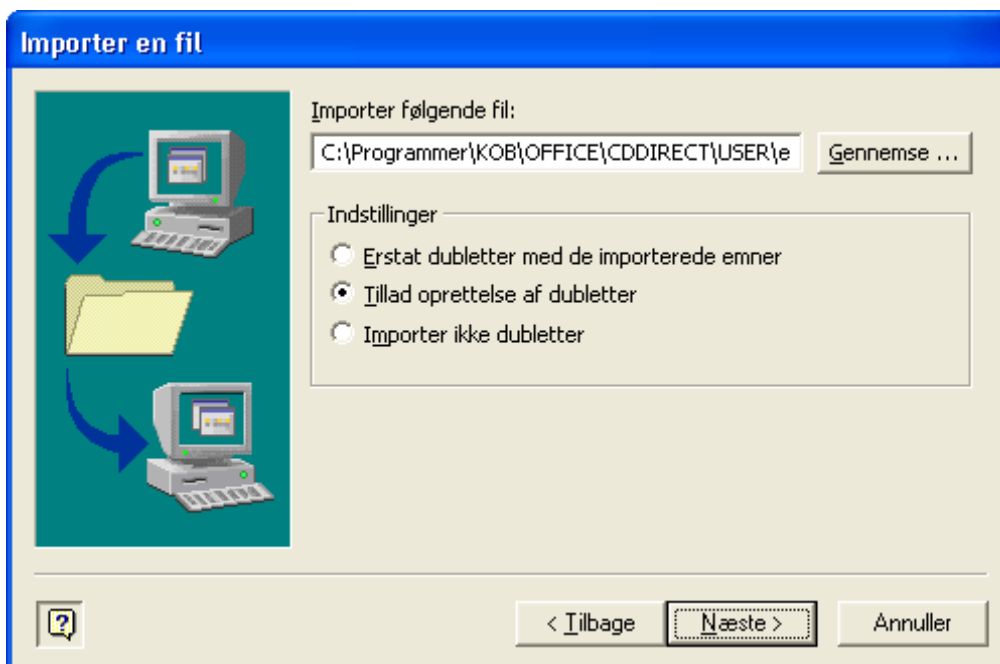 Importer en fil
Importer følgende fil:
C:\Programmer\KOB\OFFICE\CDDIRECT\USER\e
Gennemse ...
Indstillinger
Erstat dubletter med de importerede emner
Tillad oprettelse af dubletter
Importer ikke dubletter
?
< Tilbage
Næste >
Annuller